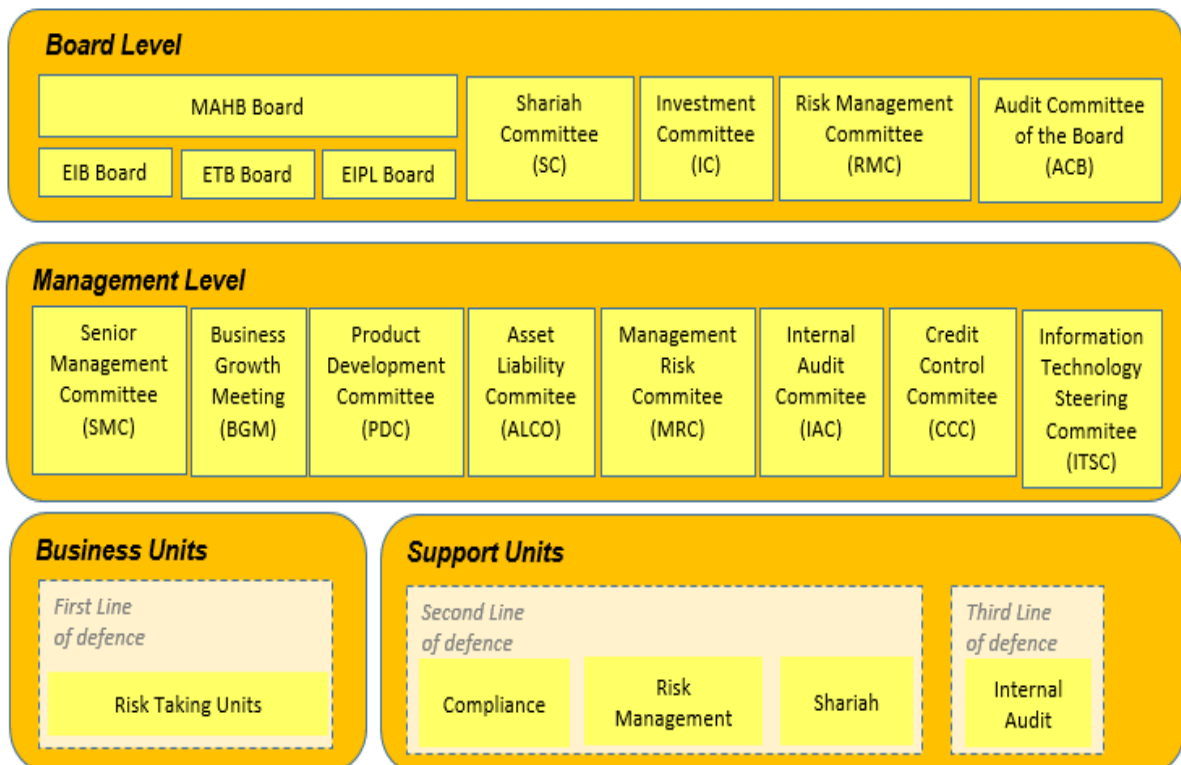 Board Level
MAHB Board
EIB Board
ETB Board
EIPL Board
Shariah
Committee
(SC)
Investment
Committee
(IC)
Risk Management
Committee
(RMC)
Audit Committee
of the Board
(ACB)
Management Level
Senior
Management
Committee
(SMC)
Business
Growth
Meeting
(BGM)
Product
Development
Committee
(PDC)
Asset
Liability
Commitee
(ALCO)
Management
Risk
Commitee
(MRC)
Internal
Audit
Commitee
(IAC)
Credit
Control
Commitee
(CCC)
Information
Technology
Steering
Commitee
(ITSC)
Business Units
First Line
of defence
Risk Taking Units
Support Units
Second Line
of defence
Compliance
Risk
Management
Shariah
Third Line
of defence
Internal
Audit